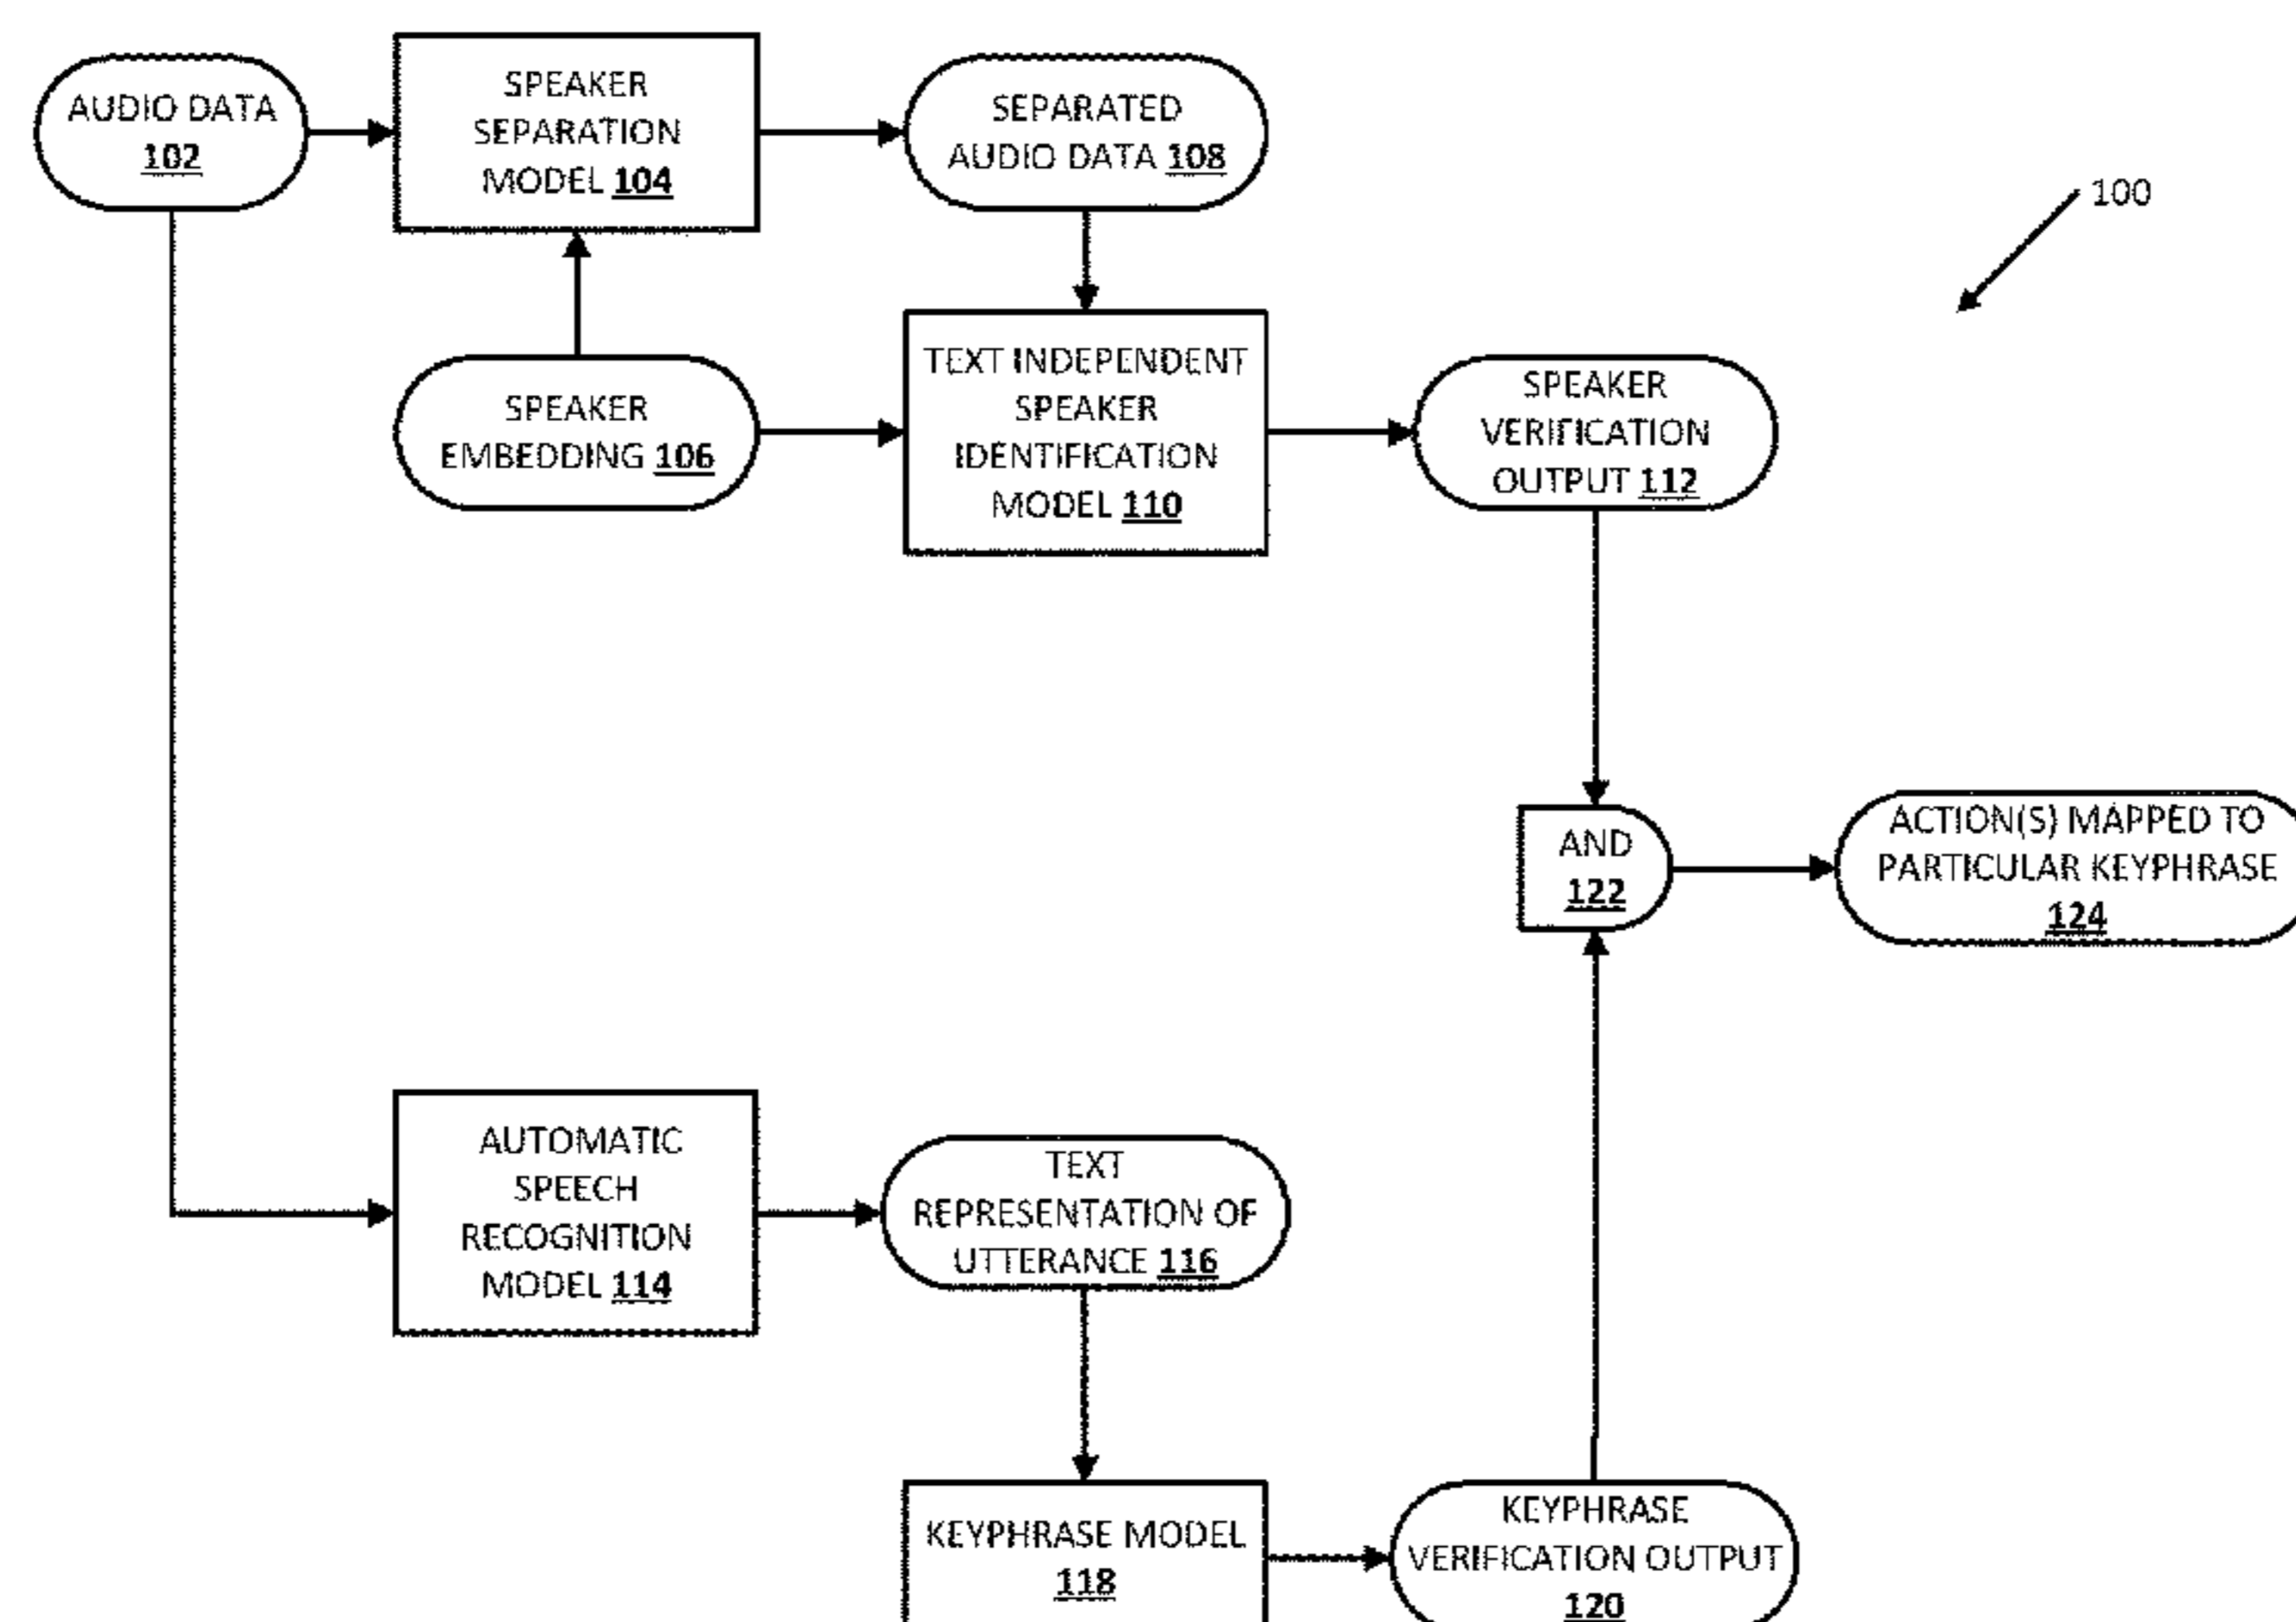 AUDIO DATA
102
SPEAKER
SEPARATION
MODEL 104
SEPARATED
AUDIO DATA 108
100
SPEAKER
EMBEDDING 106
TEXT INDEPENDENT
SPEAKER
IDENTIFICATION
MODEL 110
SPEAKER
VERIFICATION
OUTPUT 112
AND
122
ACTION(S) MAPPED TO
PARTICULAR KEYPHRASE
124
AUTOMATIC
SPEECH
RECOGNITION
MODEL 114
TEXT
REPRESENTATION OF
UTTERANCE 116
KEYPHRASE MODEL
118
KEYPHRASE
VERIFICATION OUTPUT
120